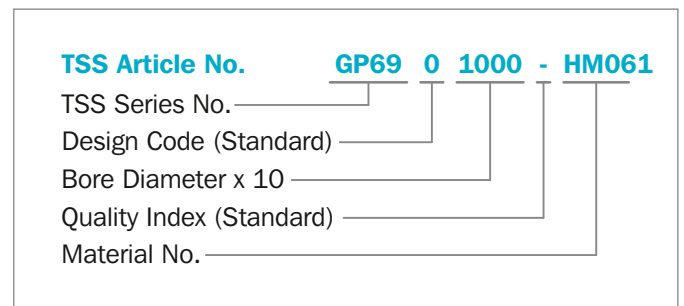 TSS Article No. GP69 0 1000 - HM061
TSS Series No.
Design Code (Standard)
Bore Diameter x 10
Quality Index (Standard)
Material No.